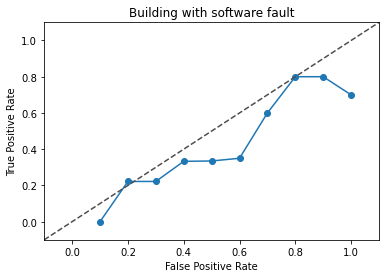 Building with software fault
1.0
0.8
0.6
0.4
0.2
0.0
True Positive Rate
0.0 0.2 0.4 0.6 0.8 1.0
False Positive Rate